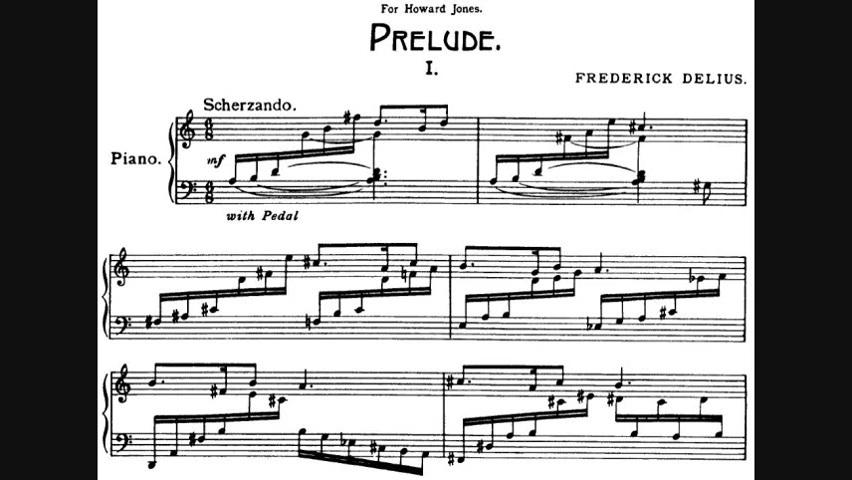 For Howard Jones.
PRELUDE.
I.
FREDERICK DELIUS.
Scherzando.
Piano.
mf
with Pedal